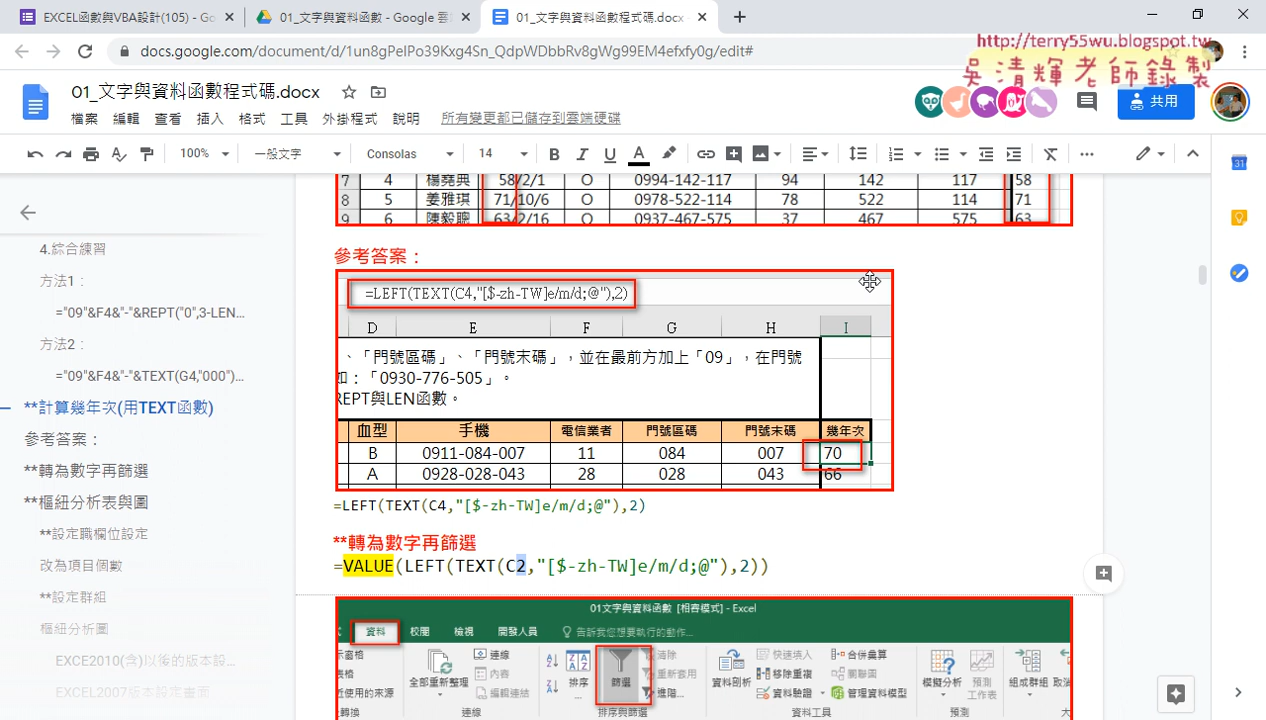 EXCEL函數與VBA設計(105) - Go
01_文字與資料函數 - Google 雲
01_文字與資料函數程式碼.docx -
docs.google.com/document/d/1un8gPeIPo39Kxg4Sn_QdpWDbbRv8gWg99EM4efxfy0g/edit#
http://terry55wu.blogspot.tw
吳清輝老師錄製
01_文字與資料函數程式碼.docx
共用
檔案 編輯 查看 插入 格式 工具 外掛程式 說明 所有變更都已儲存到雲端硬碟
100% 一般文字 Consolas 14 B I U A
31
4.綜合練習
方法1：
="09"&F4&"-"&REPT("0",3-LEN...
方法2：
="09"&F4&"-"&TEXT(G4,"000")...
**計算幾年次(用TEXT函數)
參考答案：
**轉為數字再篩選
**樞紐分析表與圖
**設定職欄位設定
改為項目個數
**設定群組
樞紐分析圖
EXCE2010(含)以後的版本設...
EXCEL2007版本設定畫面
7 4 楊堯典 58/2/1 O 0994-142-117 94 142 117 58
8 5 姜雅琪 71/10/6 O 0978-522-114 78 522 114 71
9 6 陳毅聰 63/2/16 O 0937-467-575 37 467 575 63
參考答案：
=LEFT(TEXT(C4,"[$-zh-TW]e/m/d;@"),2)
D E F G H I
、「門號區碼」、「門號末碼」，並在最前方加上「09」，在門號
如：「0930-776-505」。
REPT與LEN函數。
血型 手機 電信業者 門號區碼 門號末碼 幾年次
B 0911-084-007 11 084 007 70
A 0928-028-043 28 028 043 66
=LEFT(TEXT(C4,"[$-zh-TW]e/m/d;@"),2)
**轉為數字再篩選
=VALUE(LEFT(TEXT(C2,"[$-zh-TW]e/m/d;@"),2))
01文字與資料函數 [相容模式] - Excel
資料 校閱 檢視 開發人員 告訴我您想要執行的動作...
全部重新整理 連線 內容 編輯連結 排序 篩選 清除 重新套用 進階... 資料剖析 快速填入 移除重複 資料驗證 合併彙算 關聯圖 管理資料模型 模擬分析 預測工作表 組成群組
連線 排序與篩選 資料工具 預測